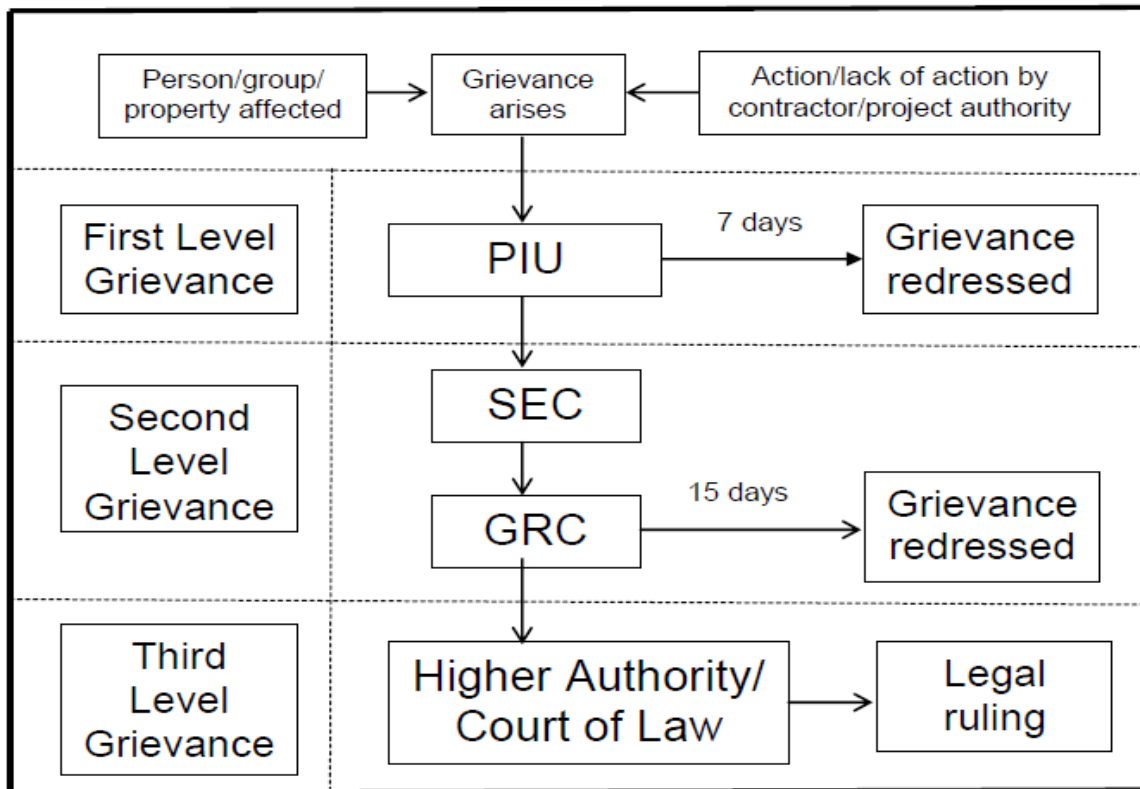 Person/group/
property affected
Grievance
arises
Action/lack of action by
contractor/project authority
First Level
Grievance
PIU
7 days
Grievance
redressed
Second
Level
Grievance
SEC
GRC
15 days
Grievance
redressed
Third
Level
Grievance
Higher Authority/
Court of Law
Legal
ruling